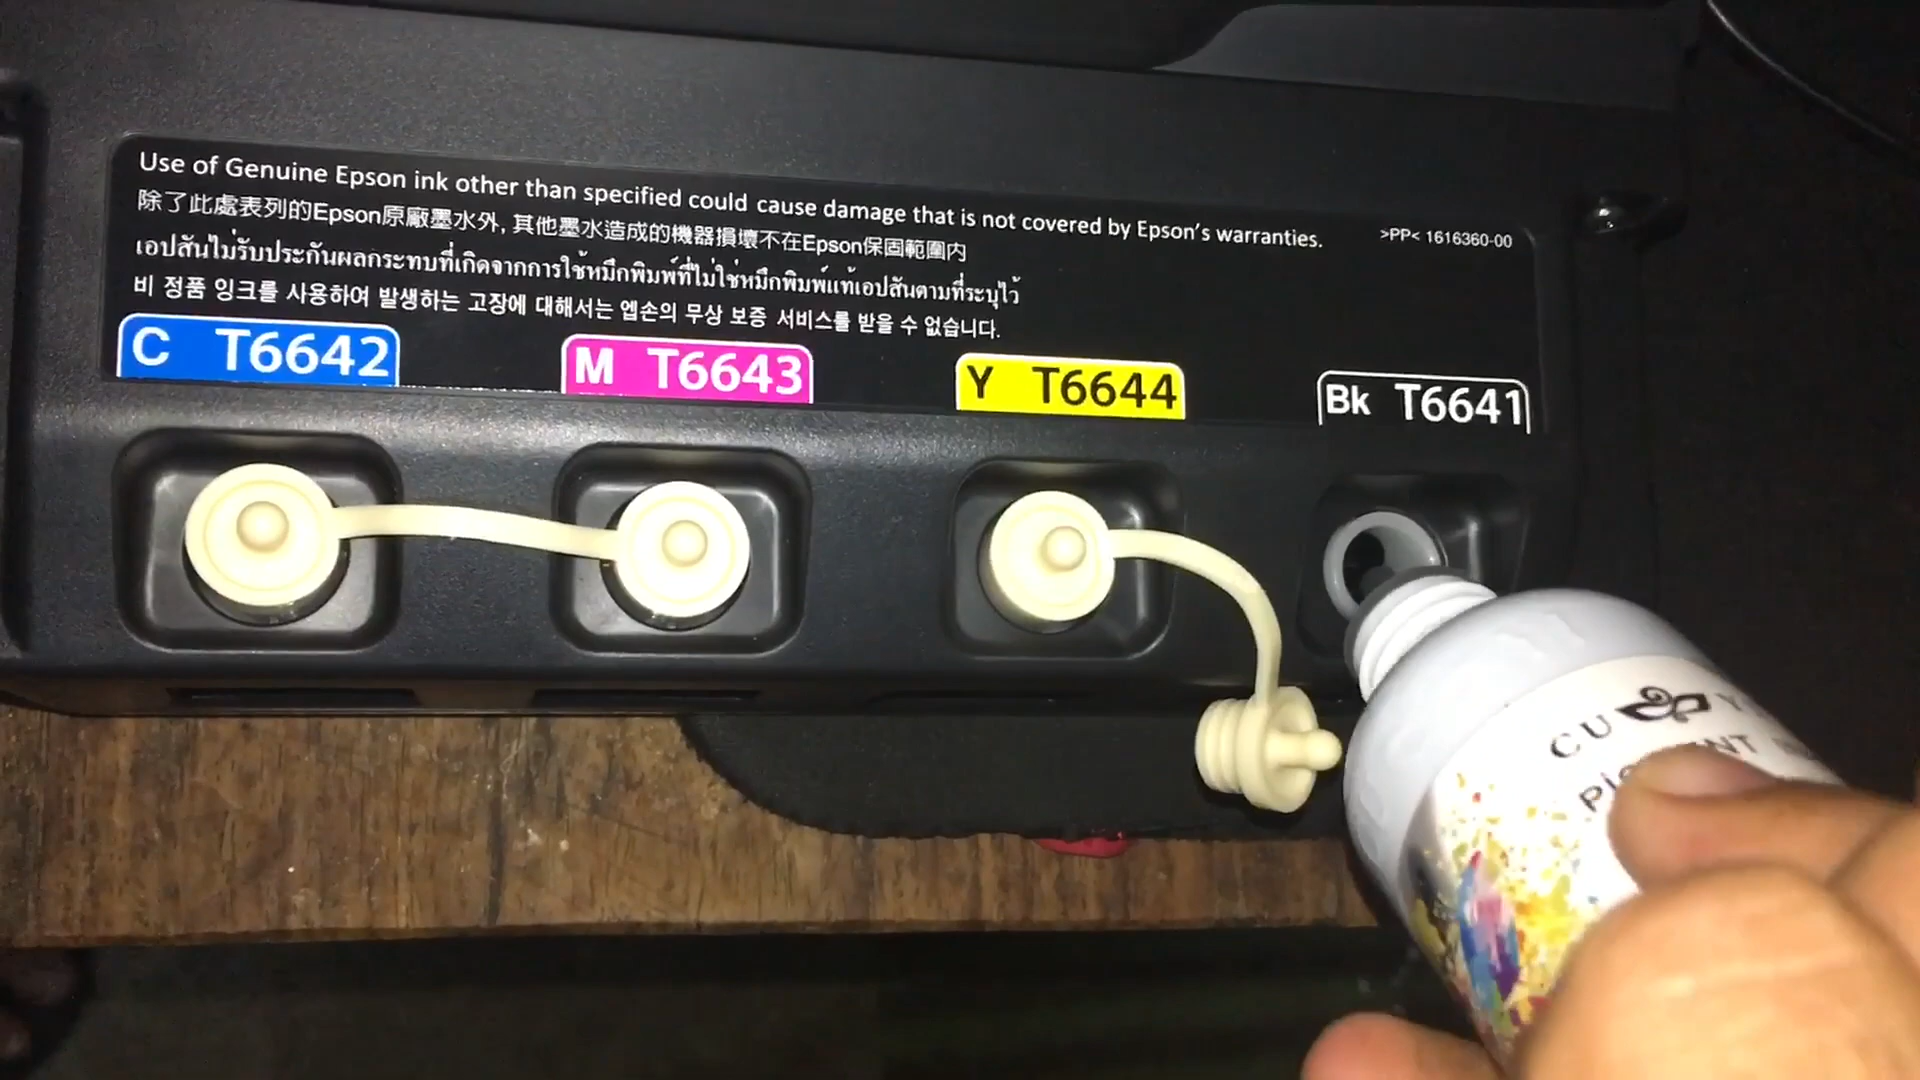 Use of Genuine Epson ink other than specified could cause damage that is not covered by Epson's warranties.
>PP< 1616360-00
除了此處表列的Epson原廠墨水外, 其他墨水造成的機器損壞不在Epson保固範圍內
เอปสันไม่รับประกันผลกระทบที่เกิดจากการใช้หมึกพิมพ์ที่ไม่ใช่หมึกพิมพ์แท้เอปสันตามที่ระบุไว้
비 정품 잉크를 사용하여 발생하는 고장에 대해서는 엡손의 무상 보증 서비스를 받을 수 없습니다.
C T6642
M T6643
Y T6644
Bk T6641
CU